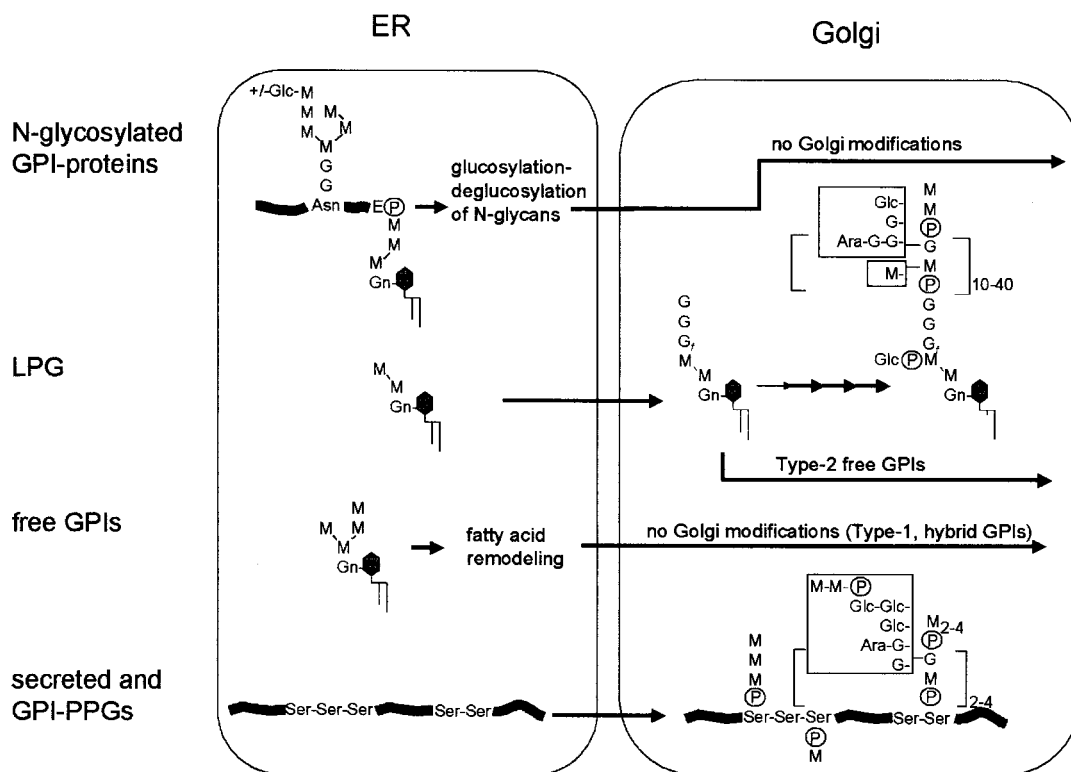 ER
Golgi
N-glycosylated
GPI-proteins
+/-Glc-M
M
M
M
M
M
M
G
G
Asn
E P
M
M
M
Gn
glucosylation-
deglucosylation
of N-glycans
no Golgi modifications
M
M
P
Glc-
G-
Ara-G-G-
G
M-
M
P
10-40
G
G
G
f
Glc P M
M
Gn
LPG
M
M
Gn
G
G
G
f
M
M
Gn
Type-2 free GPIs
free GPIs
M
M
M
M
Gn
fatty acid
remodeling
no Golgi modifications (Type-1, hybrid GPIs)
secreted and
GPI-PPGs
Ser-Ser-Ser
Ser-Ser
M-M-P
Glc-Glc-
Glc-
Ara-G-
G-
M 2-4
P
G
M
P
2-4
M
M
M
P
Ser-Ser-Ser
Ser-Ser
P
M